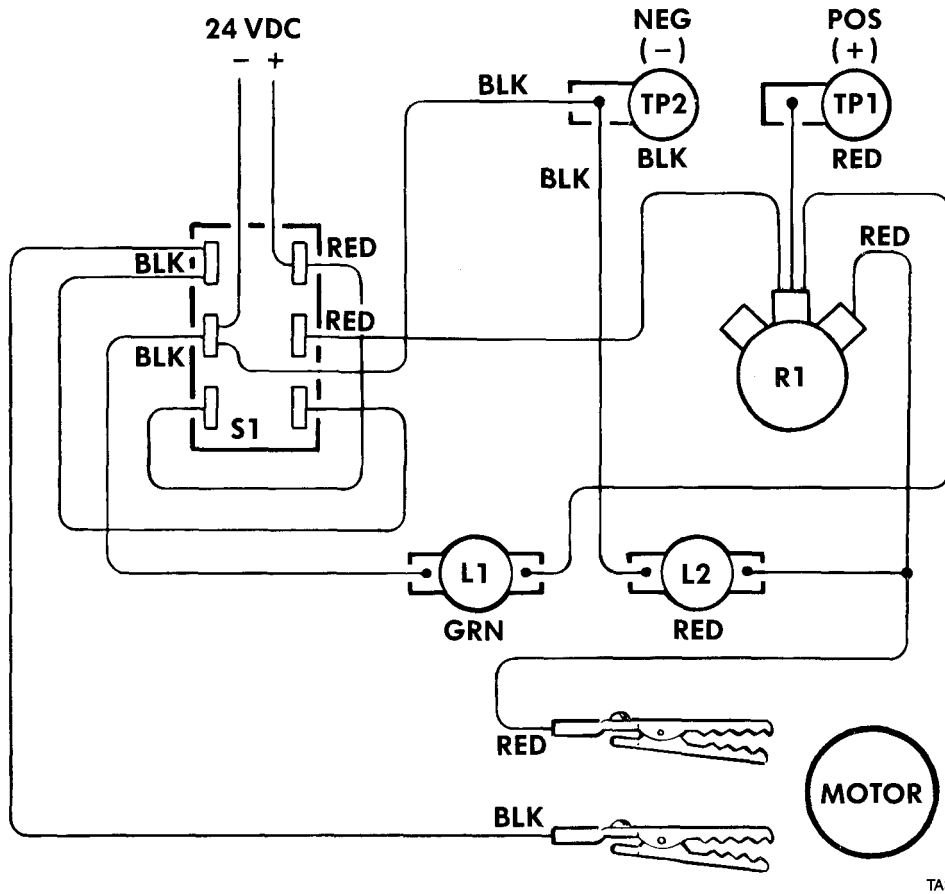 24 VDC
− +
NEG
(−)
POS
(+)
BLK
TP2
TP1
BLK
RED
BLK
RED
RED
BLK
RED
BLK
S1
R1
L1
L2
GRN
RED
RED
MOTOR
BLK
TA